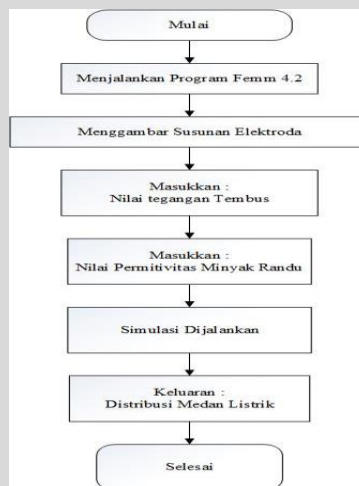 Mulai
Menjalankan Program Femm 4.2
Menggambar Susunan Elektroda
Masukkan :
Nilai tegangan Tembus
Masukkan :
Nilai Permitivitas Minyak Randu
Simulasi Dijalankan
Keluaran :
Distribusi Medan Listrik
Selesai